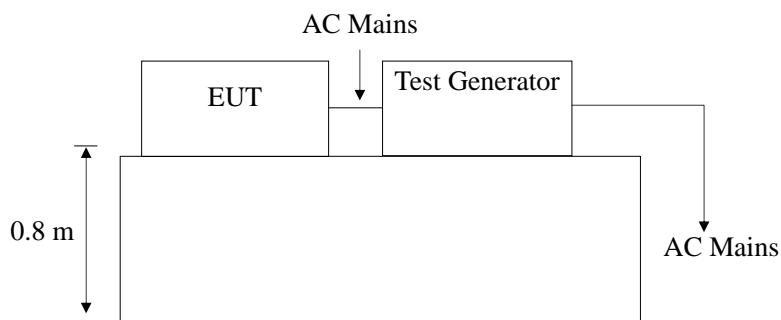 AC Mains
EUT
Test Generator
0.8 m
AC Mains